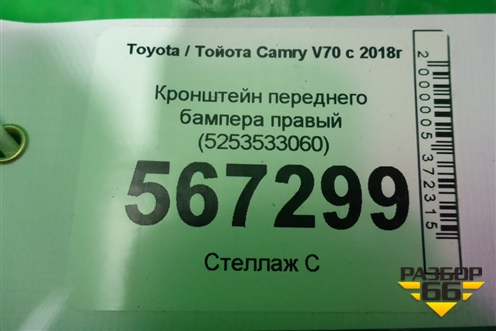 Toyota / Тойота Camry V70 с 2018г
Кронштейн переднего
бампера правый
(5253533060)
567299
Стеллаж С
2000005372315
РАЗБОР
66